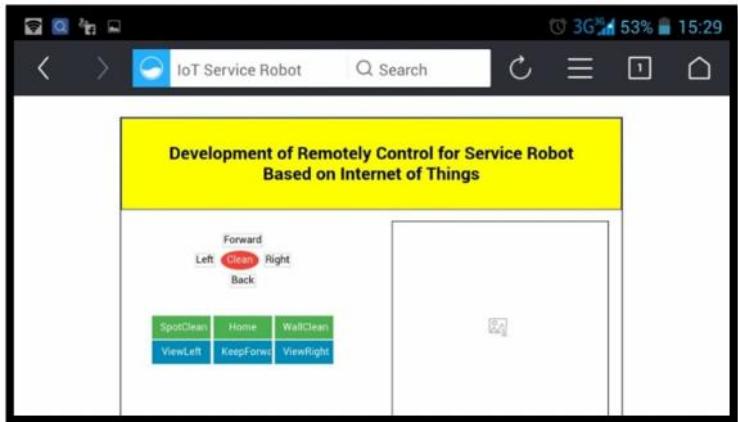 3G 53% 15:29
IoT Service Robot Search 1
Development of Remotely Control for Service Robot
Based on Internet of Things
Forward
Left Clean Right
Back
SpotClean Home WallClean
ViewLeft KeepForwa ViewRight